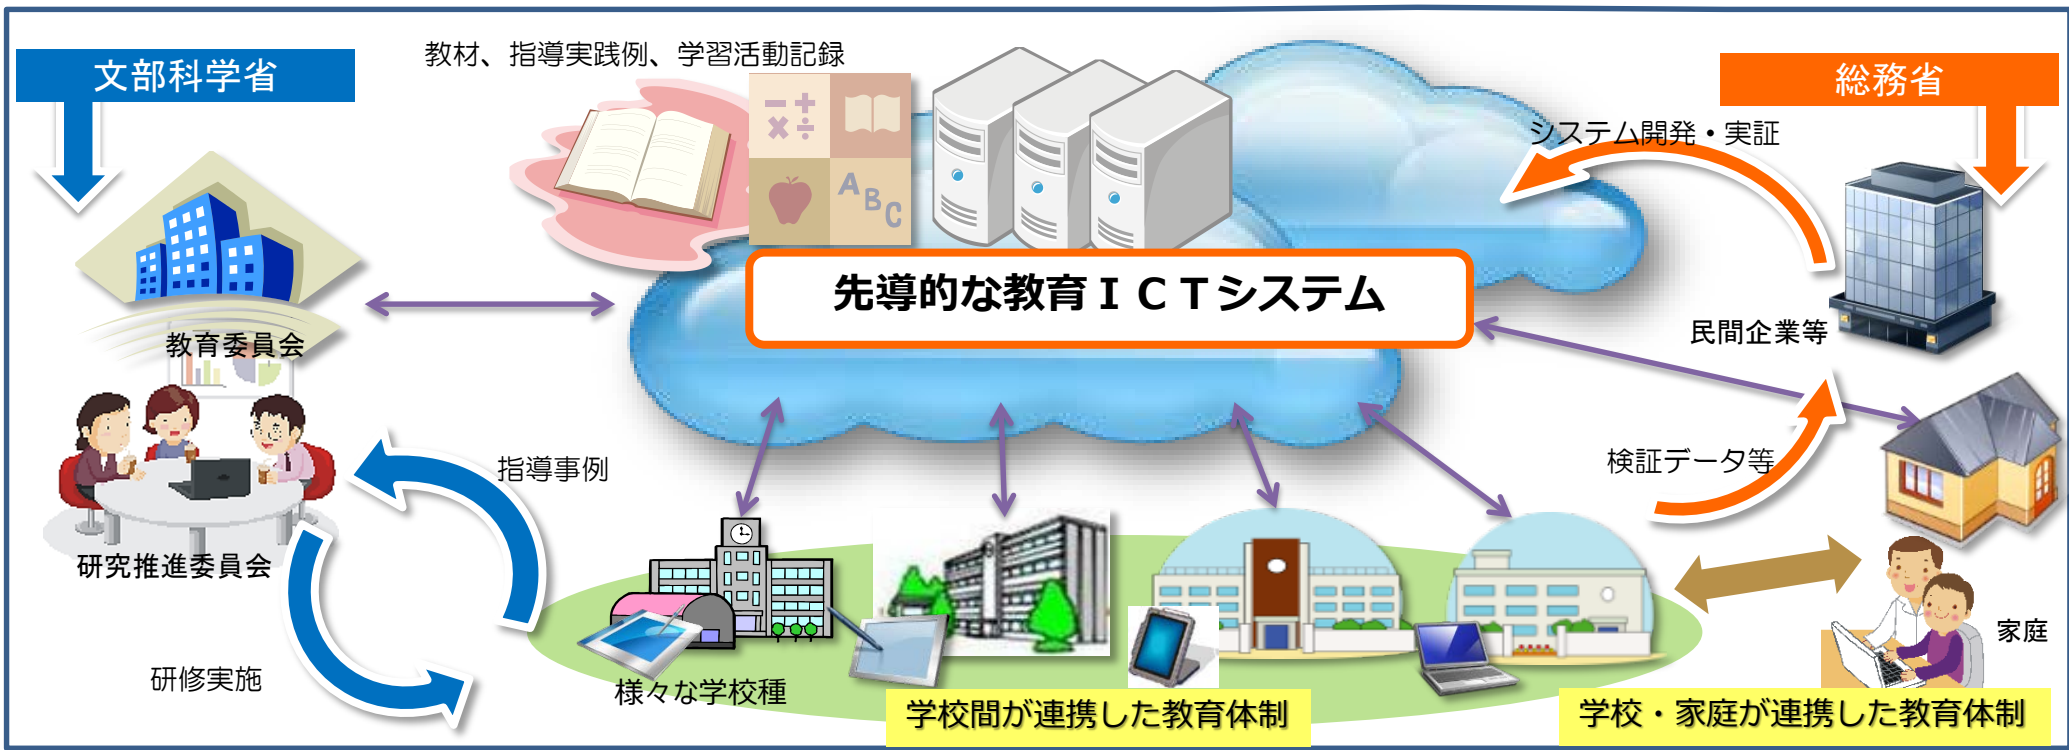 文部科学省
教材、指導実践例、学習活動記録
総務省
システム開発・実証
A B C
先導的な教育ＩＣＴシステム
教育委員会
民間企業等
指導事例
検証データ等
研究推進委員会
家庭
研修実施
様々な学校種
学校間が連携した教育体制
学校・家庭が連携した教育体制